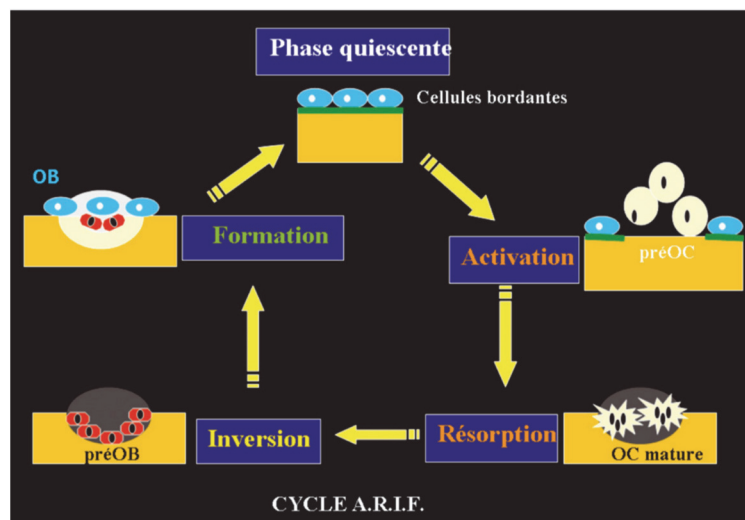 Phase quiescente
Cellules bordantes
OB
Formation
Activation
préOC
Inversion
Résorption
préOB
OC mature
CYCLE A.R.I.F.